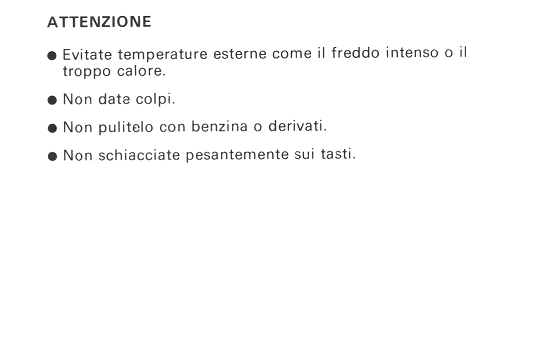 ATTENZIONE
● Evitate temperature esterne come il freddo intenso o il
troppo calore.
● Non date colpi.
● Non pulitelo con benzina o derivati.
● Non schiacciate pesantemente sui tasti.